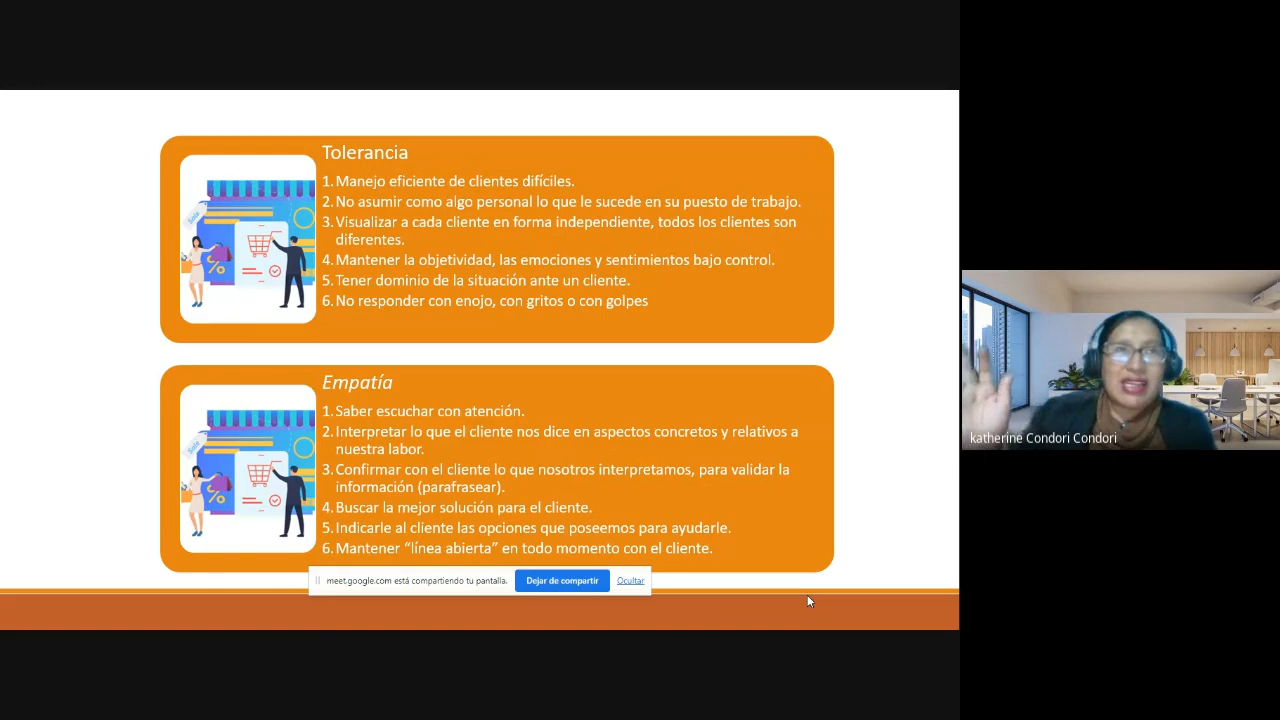 Tolerancia
1. Manejo eficiente de clientes difíciles.
2. No asumir como algo personal lo que le sucede en su puesto de trabajo.
3. Visualizar a cada cliente en forma independiente, todos los clientes son
diferentes.
4. Mantener la objetividad, las emociones y sentimientos bajo control.
5. Tener dominio de la situación ante un cliente.
6. No responder con enojo, con gritos o con golpes
Empatía
1. Saber escuchar con atención.
2. Interpretar lo que el cliente nos dice en aspectos concretos y relativos a
nuestra labor.
3. Confirmar con el cliente lo que nosotros interpretamos, para validar la
información (parafrasear).
4. Buscar la mejor solución para el cliente.
5. Indicarle al cliente las opciones que poseemos para ayudarle.
6. Mantener “línea abierta” en todo momento con el cliente.
meet.google.com está compartiendo tu pantalla.
Dejar de compartir
Ocultar
katherine Condori Condori